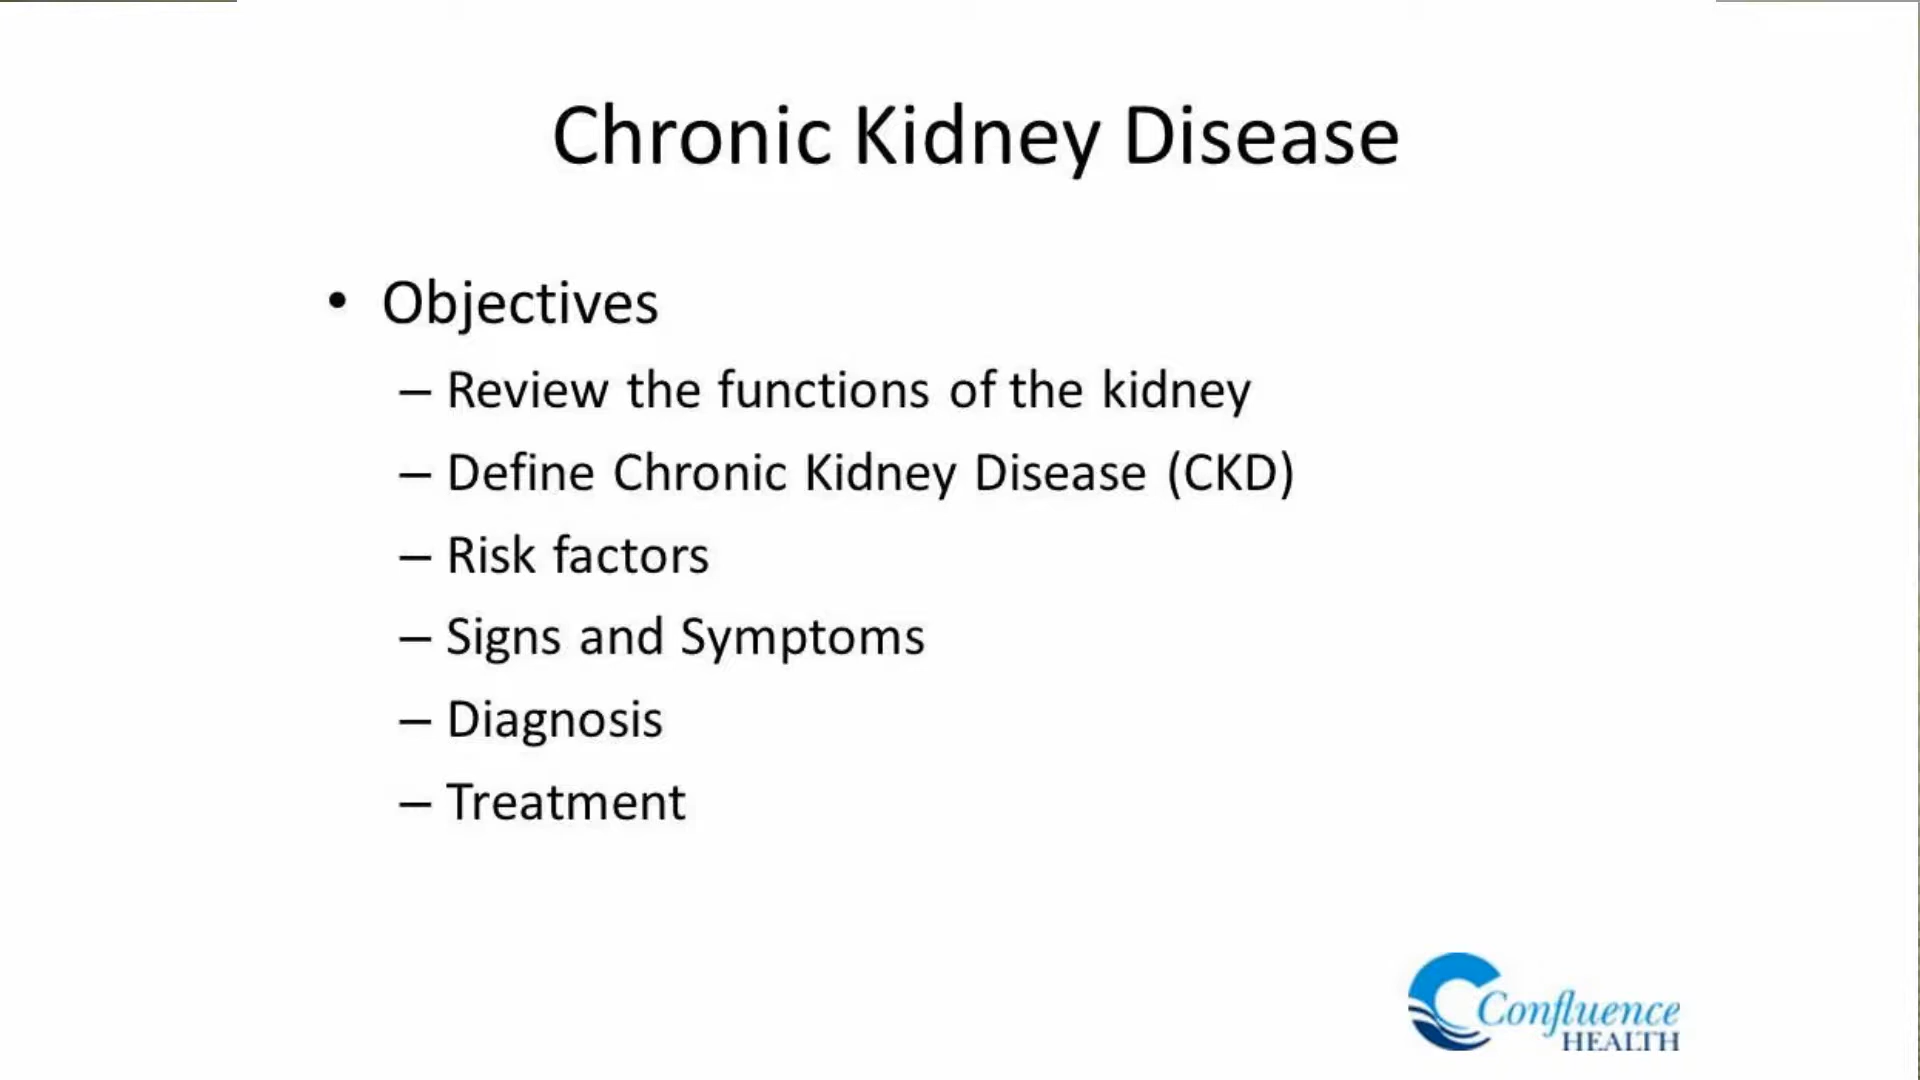 Chronic Kidney Disease
• Objectives
– Review the functions of the kidney
– Define Chronic Kidney Disease (CKD)
– Risk factors
– Signs and Symptoms
– Diagnosis
– Treatment
Confluence
HEALTH